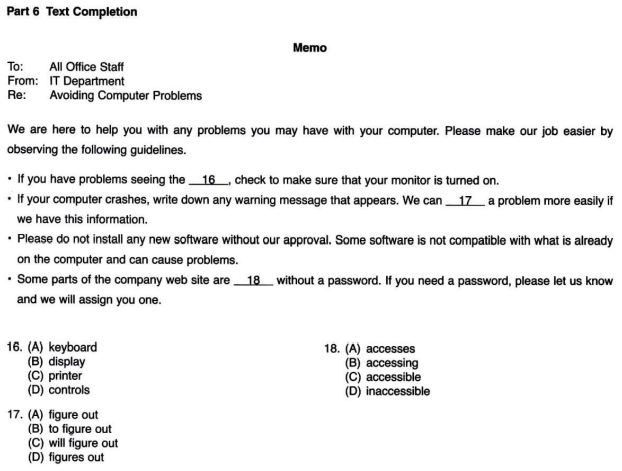 Part 6 Text Completion
Memo
To: All Office Staff
From: IT Department
Re: Avoiding Computer Problems
We are here to help you with any problems you may have with your computer. Please make our job easier by
observing the following guidelines.
• If you have problems seeing the __16__, check to make sure that your monitor is turned on.
• If your computer crashes, write down any warning message that appears. We can __17__ a problem more easily if
we have this information.
• Please do not install any new software without our approval. Some software is not compatible with what is already
on the computer and can cause problems.
• Some parts of the company web site are __18__ without a password. If you need a password, please let us know
and we will assign you one.
16. (A) keyboard
(B) display
(C) printer
(D) controls
17. (A) figure out
(B) to figure out
(C) will figure out
(D) figures out
18. (A) accesses
(B) accessing
(C) accessible
(D) inaccessible